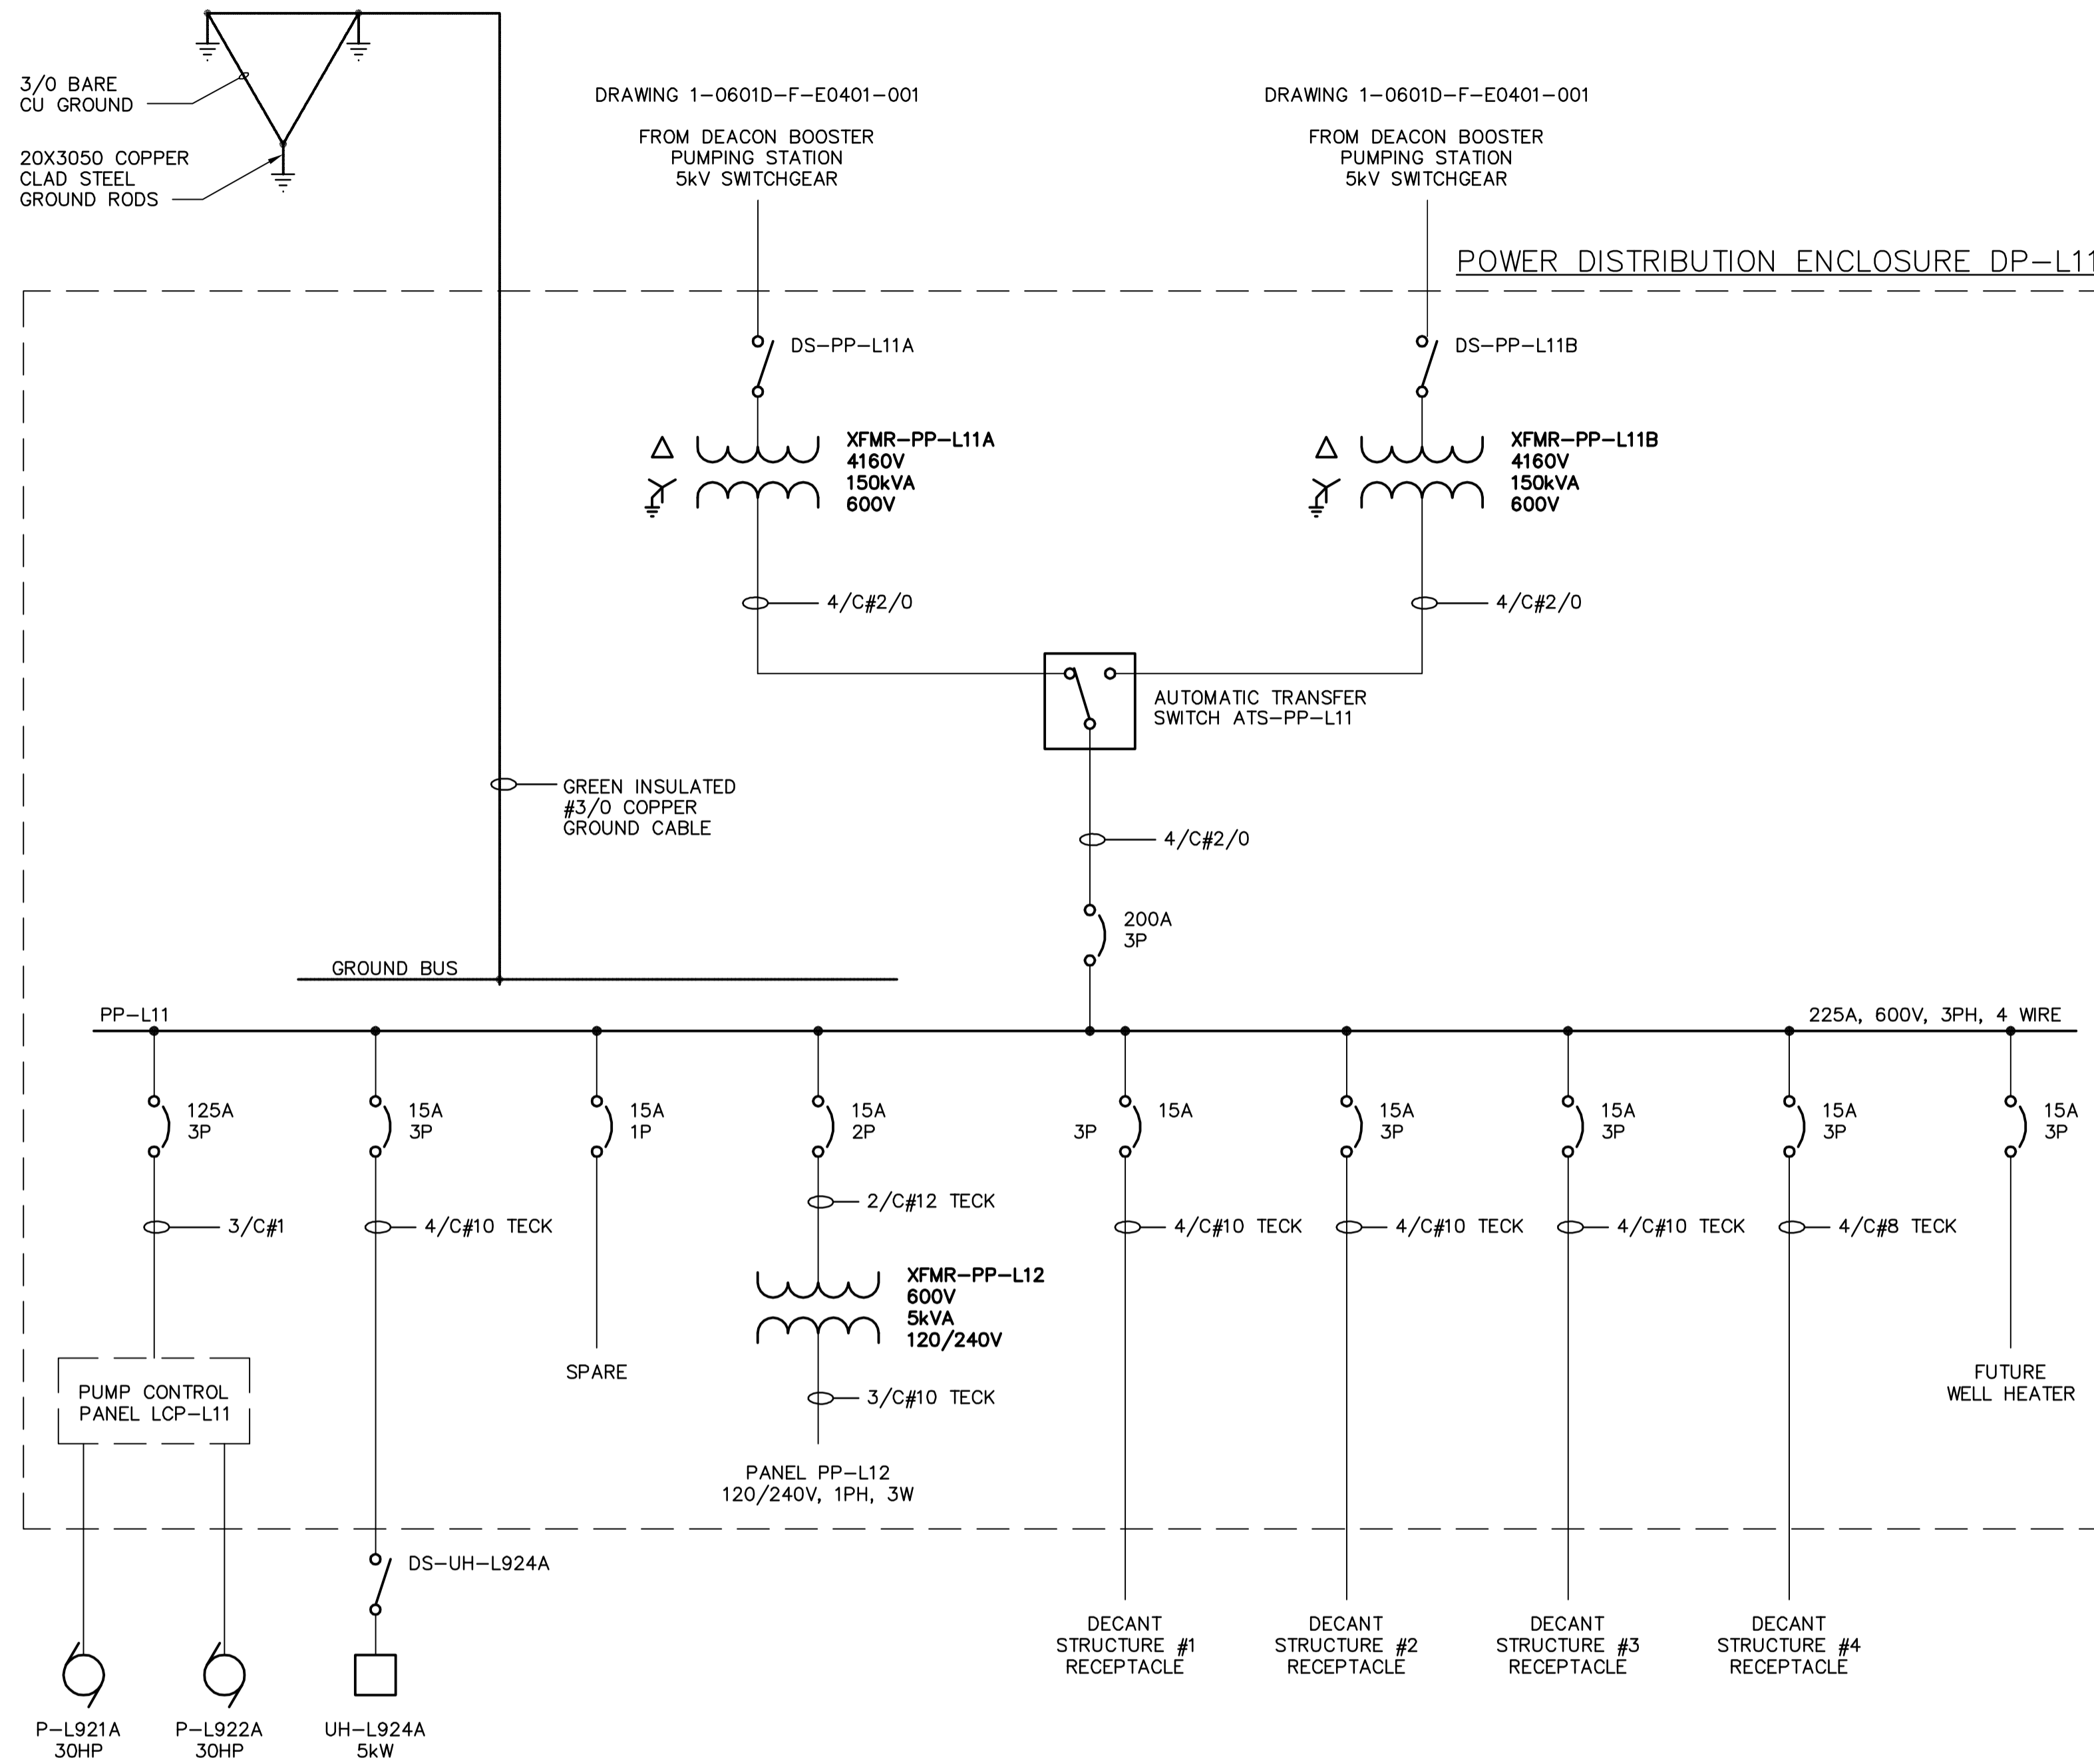 3/0 BARE
CU GROUND
20X3050 COPPER
CLAD STEEL
GROUND RODS
DRAWING 1-0601D-F-E0401-001
FROM DEACON BOOSTER
PUMPING STATION
5kV SWITCHGEAR
DRAWING 1-0601D-F-E0401-001
FROM DEACON BOOSTER
PUMPING STATION
5kV SWITCHGEAR
POWER DISTRIBUTION ENCLOSURE DP-L11
DS-PP-L11A
DS-PP-L11B
XFMR-PP-L11A
4160V
150kVA
600V
XFMR-PP-L11B
4160V
150kVA
600V
4/C#2/0
4/C#2/0
AUTOMATIC TRANSFER
SWITCH ATS-PP-L11
GREEN INSULATED
#3/0 COPPER
GROUND CABLE
4/C#2/0
200A
3P
GROUND BUS
PP-L11
225A, 600V, 3PH, 4 WIRE
125A
3P
15A
3P
15A
1P
15A
2P
15A
3P
15A
3P
15A
3P
15A
3P
15A
3P
3/C#1
4/C#10 TECK
2/C#12 TECK
4/C#10 TECK
4/C#10 TECK
4/C#10 TECK
4/C#8 TECK
XFMR-PP-L12
600V
5kVA
120/240V
3/C#10 TECK
SPARE
FUTURE
WELL HEATER
PUMP CONTROL
PANEL LCP-L11
PANEL PP-L12
120/240V, 1PH, 3W
DS-UH-L924A
DECANT
STRUCTURE #1
RECEPTACLE
DECANT
STRUCTURE #2
RECEPTACLE
DECANT
STRUCTURE #3
RECEPTACLE
DECANT
STRUCTURE #4
RECEPTACLE
P-L921A
30HP
P-L922A
30HP
UH-L924A
5kW